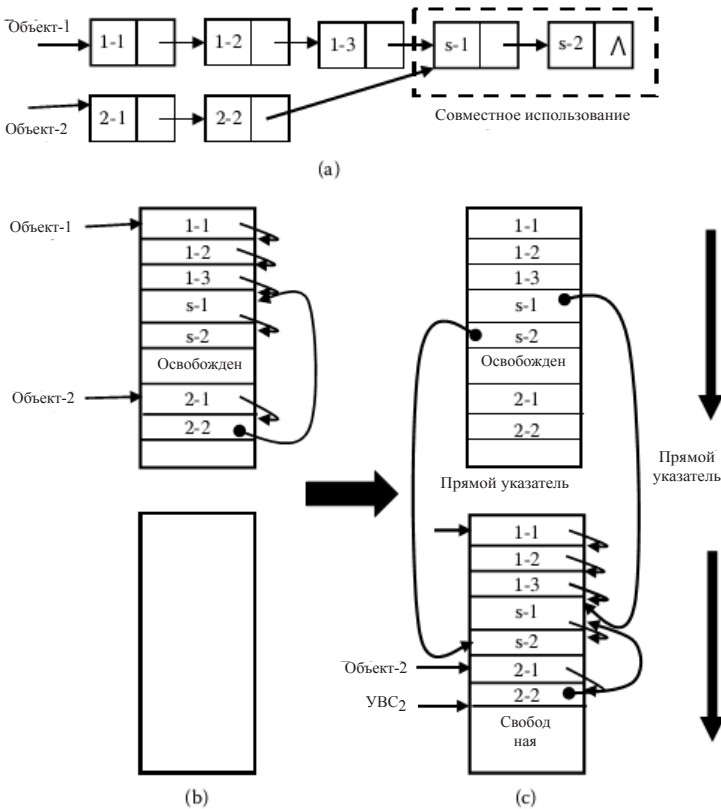 Объект-1
1-1
1-2
1-3
s-1
s-2
Λ
Объект-2
2-1
2-2
Совместное использование
(a)
Объект-1
1-1
1-2
1-3
s-1
s-2
Освобожден
Объект-2
2-1
2-2
(b)
1-1
1-2
1-3
s-1
s-2
Освобожден
2-1
2-2
Прямой указатель
Прямой
указатель
1-1
1-2
1-3
s-1
s-2
Объект-2
2-1
2-2
УВС2
Свобод
ная
(c)